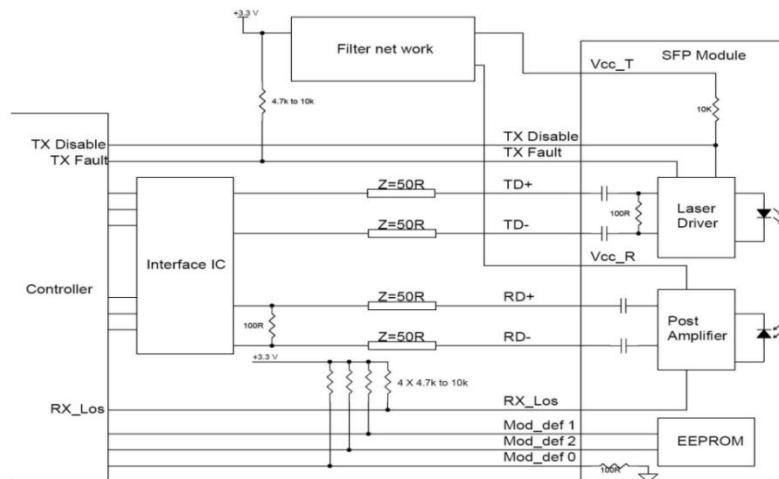 +3.3 V
Filter net work
SFP Module
Vcc_T
4.7k to 10k
10K
TX Disable
TX Disable
TX Fault
TX Fault
Z=50R
TD+
100R
Laser
Driver
Z=50R
TD-
Interface IC
Vcc_R
Controller
Z=50R
RD+
100R
Post
Amplifier
Z=50R
RD-
+3.3 V
4 X 4.7k to 10k
RX_Los
RX_Los
Mod_def 1
Mod_def 2
Mod_def 0
EEPROM
100R